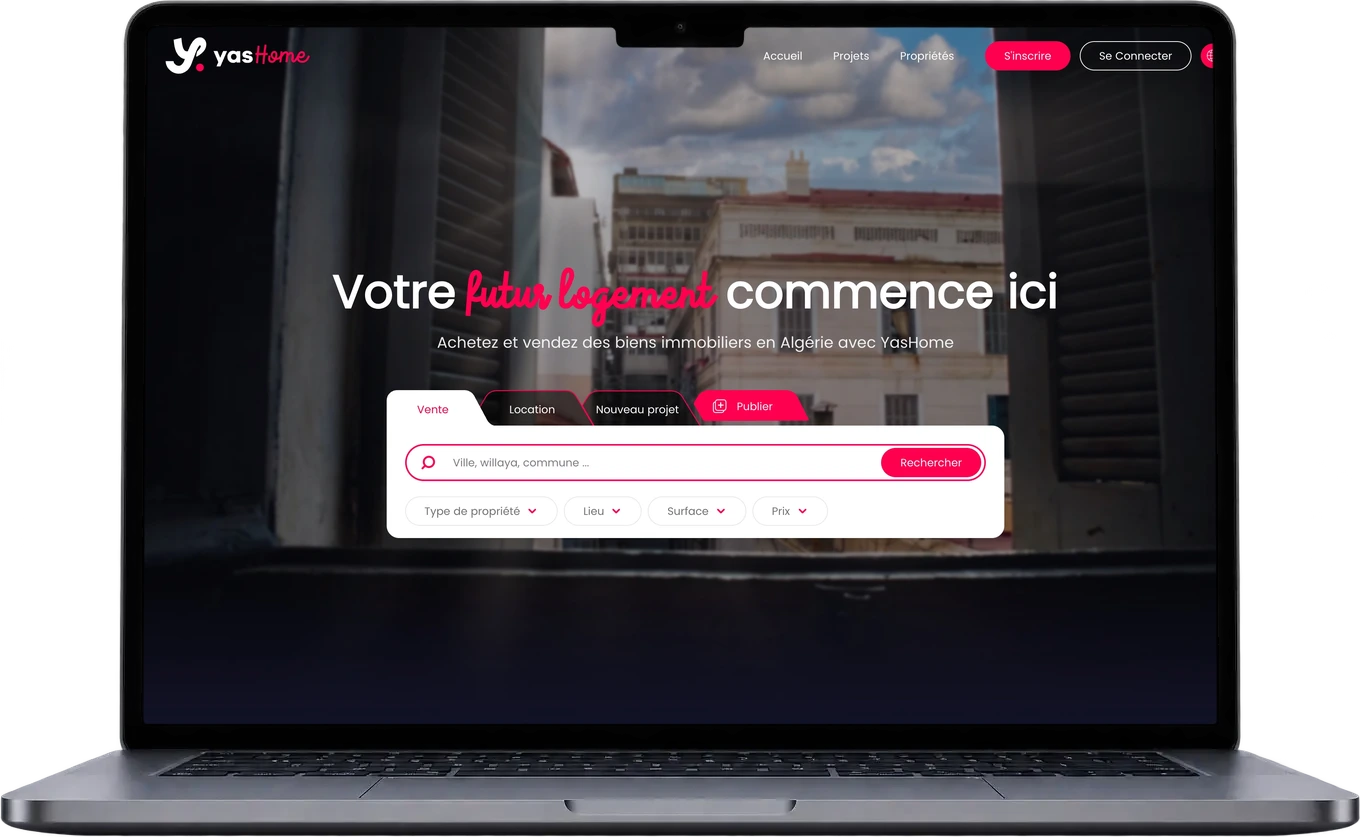 y. yasHome
Accueil Projets Propriétés S'inscrire Se Connecter
Votre futur logement commence ici
Achetez et vendez des biens immobiliers en Algérie avec YasHome
Vente Location Nouveau projet Publier
Ville, willaya, commune ... Rechercher
Type de propriété Lieu Surface Prix